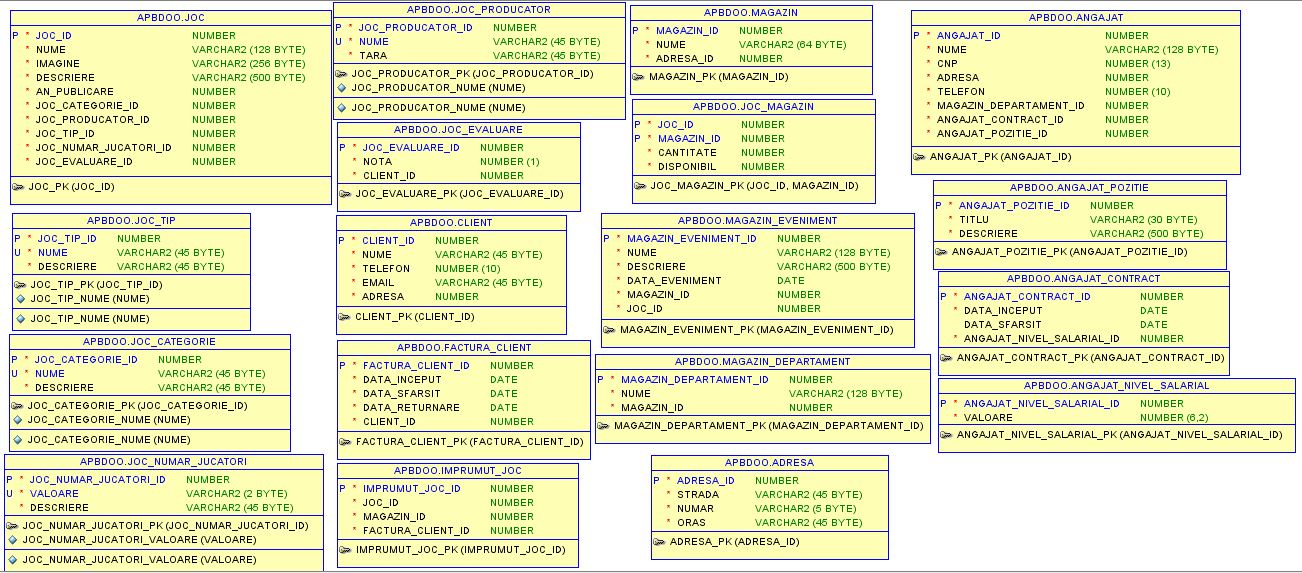 APBDOO.JOC
P * JOC_ID NUMBER
* NUME VARCHAR2 (128 BYTE)
* IMAGINE VARCHAR2 (256 BYTE)
* DESCRIERE VARCHAR2 (500 BYTE)
* AN_PUBLICARE NUMBER
* JOC_CATEGORIE_ID NUMBER
* JOC_PRODUCATOR_ID NUMBER
* JOC_TIP_ID NUMBER
* JOC_NUMAR_JUCATORI_ID NUMBER
* JOC_EVALUARE_ID NUMBER
JOC_PK (JOC_ID)
APBDOO.JOC_TIP
P * JOC_TIP_ID NUMBER
U * NUME VARCHAR2 (45 BYTE)
* DESCRIERE VARCHAR2 (45 BYTE)
JOC_TIP_PK (JOC_TIP_ID)
JOC_TIP_NUME (NUME)
JOC_TIP_NUME (NUME)
APBDOO.JOC_CATEGORIE
P * JOC_CATEGORIE_ID NUMBER
U * NUME VARCHAR2 (45 BYTE)
* DESCRIERE VARCHAR2 (45 BYTE)
JOC_CATEGORIE_PK (JOC_CATEGORIE_ID)
JOC_CATEGORIE_NUME (NUME)
JOC_CATEGORIE_NUME (NUME)
APBDOO.JOC_NUMAR_JUCATORI
P * JOC_NUMAR_JUCATORI_ID NUMBER
U * VALOARE VARCHAR2 (2 BYTE)
* DESCRIERE VARCHAR2 (45 BYTE)
JOC_NUMAR_JUCATORI_PK (JOC_NUMAR_JUCATORI_ID)
JOC_NUMAR_JUCATORI_VALOARE (VALOARE)
JOC_NUMAR_JUCATORI_VALOARE (VALOARE)
APBDOO.JOC_PRODUCATOR
P * JOC_PRODUCATOR_ID NUMBER
U * NUME VARCHAR2 (45 BYTE)
* TARA VARCHAR2 (45 BYTE)
JOC_PRODUCATOR_PK (JOC_PRODUCATOR_ID)
JOC_PRODUCATOR_NUME (NUME)
JOC_PRODUCATOR_NUME (NUME)
APBDOO.JOC_EVALUARE
P * JOC_EVALUARE_ID NUMBER
* NOTA NUMBER (1)
* CLIENT_ID NUMBER
JOC_EVALUARE_PK (JOC_EVALUARE_ID)
APBDOO.CLIENT
P * CLIENT_ID NUMBER
* NUME VARCHAR2 (45 BYTE)
* TELEFON NUMBER (10)
* EMAIL VARCHAR2 (45 BYTE)
* ADRESA NUMBER
CLIENT_PK (CLIENT_ID)
APBDOO.FACTURA_CLIENT
P * FACTURA_CLIENT_ID NUMBER
* DATA_INCEPUT DATE
* DATA_SFARSIT DATE
* DATA_RETURNARE DATE
* CLIENT_ID NUMBER
FACTURA_CLIENT_PK (FACTURA_CLIENT_ID)
APBDOO.IMPRUMUT_JOC
P * IMPRUMUT_JOC_ID NUMBER
* JOC_ID NUMBER
* MAGAZIN_ID NUMBER
* FACTURA_CLIENT_ID NUMBER
IMPRUMUT_JOC_PK (IMPRUMUT_JOC_ID)
APBDOO.MAGAZIN
P * MAGAZIN_ID NUMBER
* NUME VARCHAR2 (64 BYTE)
* ADRESA_ID NUMBER
MAGAZIN_PK (MAGAZIN_ID)
APBDOO.JOC_MAGAZIN
P * JOC_ID NUMBER
P * MAGAZIN_ID NUMBER
* CANTITATE NUMBER
* DISPONIBIL NUMBER
JOC_MAGAZIN_PK (JOC_ID, MAGAZIN_ID)
APBDOO.MAGAZIN_EVENIMENT
P * MAGAZIN_EVENIMENT_ID NUMBER
* NUME VARCHAR2 (128 BYTE)
* DESCRIERE VARCHAR2 (500 BYTE)
* DATA_EVENIMENT DATE
* MAGAZIN_ID NUMBER
* JOC_ID NUMBER
MAGAZIN_EVENIMENT_PK (MAGAZIN_EVENIMENT_ID)
APBDOO.MAGAZIN_DEPARTAMENT
P * MAGAZIN_DEPARTAMENT_ID NUMBER
* NUME VARCHAR2 (128 BYTE)
* MAGAZIN_ID NUMBER
MAGAZIN_DEPARTAMENT_PK (MAGAZIN_DEPARTAMENT_ID)
APBDOO.ADRESA
P * ADRESA_ID NUMBER
* STRADA VARCHAR2 (45 BYTE)
* NUMAR VARCHAR2 (5 BYTE)
* ORAS VARCHAR2 (45 BYTE)
ADRESA_PK (ADRESA_ID)
APBDOO.ANGAJAT
P * ANGAJAT_ID NUMBER
* NUME VARCHAR2 (128 BYTE)
* CNP NUMBER (13)
* ADRESA NUMBER
* TELEFON NUMBER (10)
* MAGAZIN_DEPARTAMENT_ID NUMBER
* ANGAJAT_CONTRACT_ID NUMBER
* ANGAJAT_POZITIE_ID NUMBER
ANGAJAT_PK (ANGAJAT_ID)
APBDOO.ANGAJAT_POZITIE
P * ANGAJAT_POZITIE_ID NUMBER
* TITLU VARCHAR2 (30 BYTE)
* DESCRIERE VARCHAR2 (500 BYTE)
ANGAJAT_POZITIE_PK (ANGAJAT_POZITIE_ID)
APBDOO.ANGAJAT_CONTRACT
P * ANGAJAT_CONTRACT_ID NUMBER
* DATA_INCEPUT DATE
DATA_SFARSIT DATE
* ANGAJAT_NIVEL_SALARIAL_ID NUMBER
ANGAJAT_CONTRACT_PK (ANGAJAT_CONTRACT_ID)
APBDOO.ANGAJAT_NIVEL_SALARIAL
P * ANGAJAT_NIVEL_SALARIAL_ID NUMBER
* VALOARE NUMBER (6,2)
ANGAJAT_NIVEL_SALARIAL_PK (ANGAJAT_NIVEL_SALARIAL_ID)